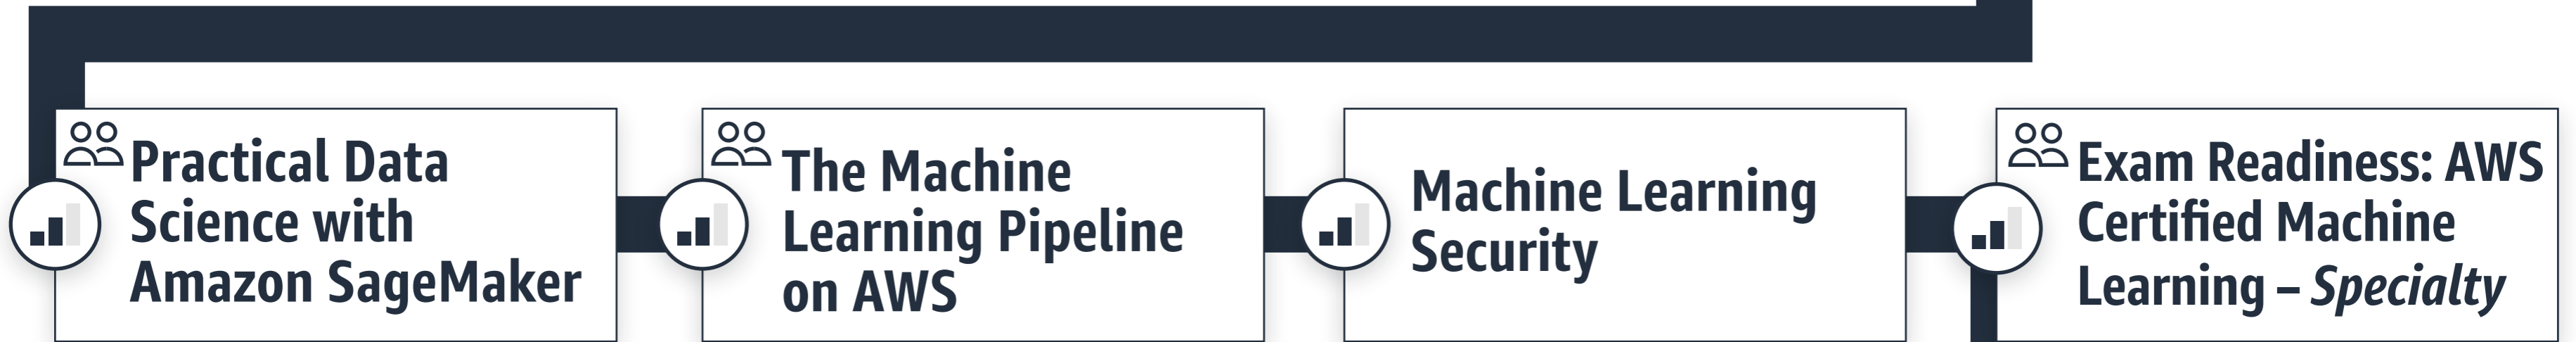 Practical Data
Science with
Amazon SageMaker
The Machine
Learning Pipeline
on AWS
Machine Learning
Security
Exam Readiness: AWS
Certified Machine
Learning – Specialty